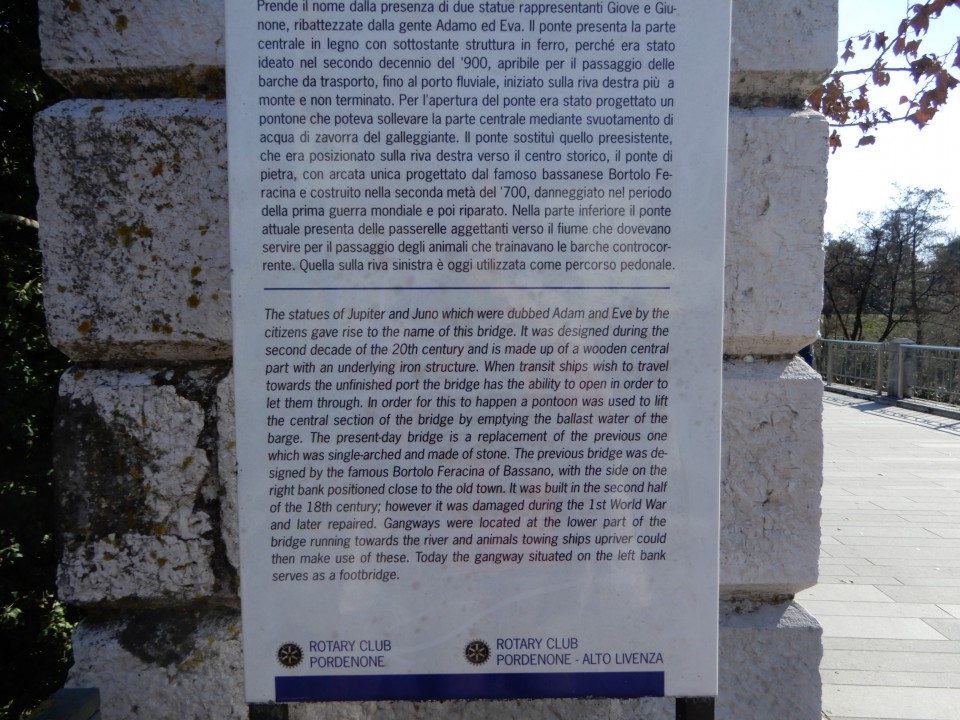 Prende il nome dalla presenza di due statue rappresentanti Giove e Giu-
none, ribattezzate dalla gente Adamo ed Eva. Il ponte presenta la parte
centrale in legno con sottostante struttura in ferro, perché era stato
ideato nel secondo decennio del '900, apribile per il passaggio delle
barche da trasporto, fino al porto fluviale, iniziato sulla riva destra più a
monte e non terminato. Per l'apertura del ponte era stato progettato un
pontone che poteva sollevare la parte centrale mediante svuotamento di
acqua di zavorra del galleggiante. Il ponte sostituì quello preesistente,
che era posizionato sulla riva destra verso il centro storico, il ponte di
pietra, con arcata unica progettato dal famoso bassanese Bortolo Fe-
racina e costruito nella seconda metà del '700, danneggiato nel periodo
della prima guerra mondiale e poi riparato. Nella parte inferiore il ponte
attuale presenta delle passerelle aggettanti verso il fiume che dovevano
servire per il passaggio degli animali che trainavano le barche controcor-
rente. Quella sulla riva sinistra è oggi utilizzata come percorso pedonale.
The statues of Jupiter and Juno which were dubbed Adam and Eve by the
citizens gave rise to the name of this bridge. It was designed during the
second decade of the 20th century and is made up of a wooden central
part with an underlying iron structure. When transit ships wish to travel
towards the unfinished port the bridge has the ability to open in order to
let them through. In order for this to happen a pontoon was used to lift
the central section of the bridge by emptying the ballast water of the
barge. The present-day bridge is a replacement of the previous one
which was single-arched and made of stone. The previous bridge was de-
signed by the famous Bortolo Feracina of Bassano, with the side on the
right bank positioned close to the old town. It was built in the second half
of the 18th century; however it was damaged during the 1st World War
and later repaired. Gangways were located at the lower part of the
bridge running towards the river and animals towing ships upriver could
then make use of these. Today the gangway situated on the left bank
serves as a footbridge.
ROTARY CLUB
PORDENONE
ROTARY CLUB
PORDENONE - ALTO LIVENZA